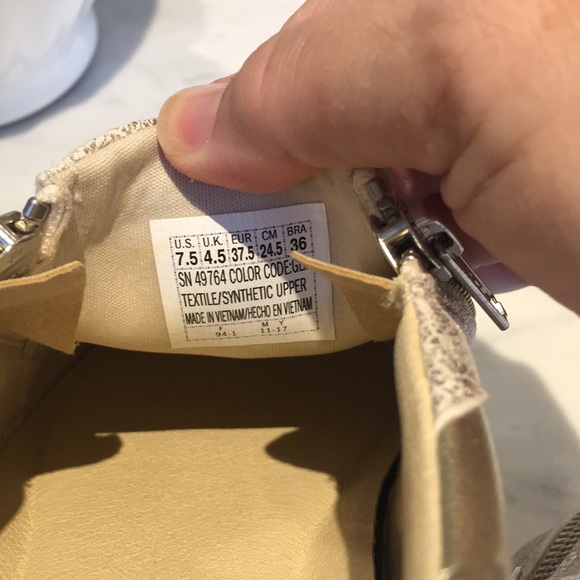 U.S. U.K. EUR CM BRA
7.5 4.5 37.5 24.5 36
SN 49764 COLOR CODE:
TEXTILE/SYNTHETIC UPPER
MADE IN VIETNAM/HECHO EN VIETNAM
F M Y
94-1 11-17